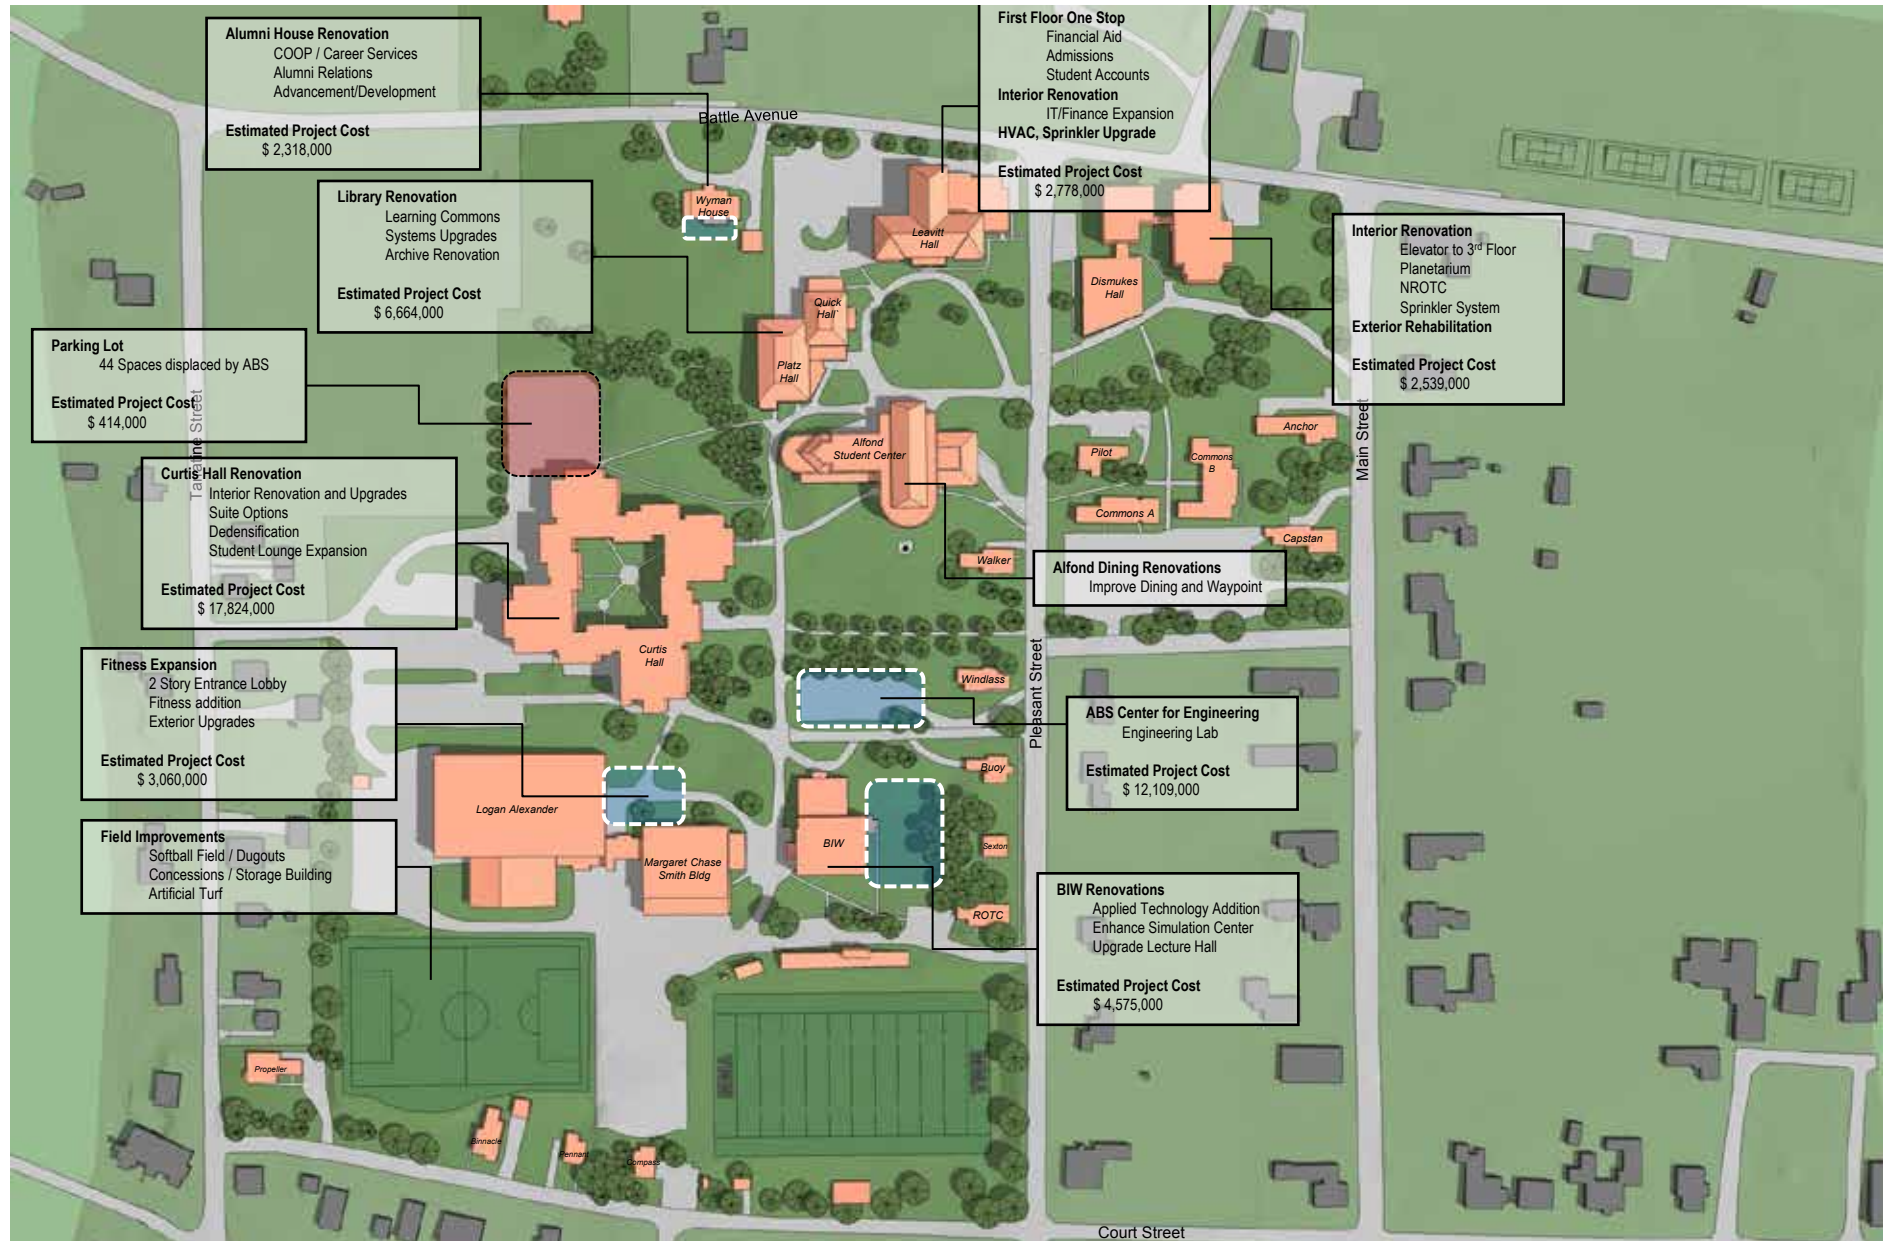 Alumni House Renovation
COOP / Career Services
Alumni Relations
Advancement/Development
Estimated Project Cost
$ 2,318,000
First Floor One Stop
Financial Aid
Admissions
Student Accounts
Interior Renovation
IT/Finance Expansion
HVAC, Sprinkler Upgrade
Estimated Project Cost
$ 2,778,000
Battle Avenue
Library Renovation
Learning Commons
Systems Upgrades
Archive Renovation
Estimated Project Cost
$ 6,664,000
Wyman
House
Leavitt
Hall
Interior Renovation
Elevator to 3rd Floor
Planetarium
NROTC
Sprinkler System
Exterior Rehabilitation
Estimated Project Cost
$ 2,539,000
Dismukes
Hall
Quick
Hall`
Platz
Hall
Parking Lot
44 Spaces displaced by ABS
Estimated Project Cost
$ 414,000
Street
Main Street
Alfond
Student Center
Anchor
Pilot
Commons
B
Commons A
Capstan
Walker
Curtis Hall Renovation
Interior Renovation and Upgrades
Suite Options
Dedensification
Student Lounge Expansion
Estimated Project Cost
$ 17,824,000
Alfond Dining Renovations
Improve Dining and Waypoint
Curtis
Hall
Pleasant Street
Windlass
Fitness Expansion
2 Story Entrance Lobby
Fitness addition
Exterior Upgrades
Estimated Project Cost
$ 3,060,000
ABS Center for Engineering
Engineering Lab
Estimated Project Cost
$ 12,109,000
Buoy
Logan Alexander
BIW
Sexton
Margaret Chase
Smith Bldg
Field Improvements
Softball Field / Dugouts
Concessions / Storage Building
Artificial Turf
ROTC
BIW Renovations
Applied Technology Addition
Enhance Simulation Center
Upgrade Lecture Hall
Estimated Project Cost
$ 4,575,000
Propeller
Binnacle
Pennant
Compass
Court Street